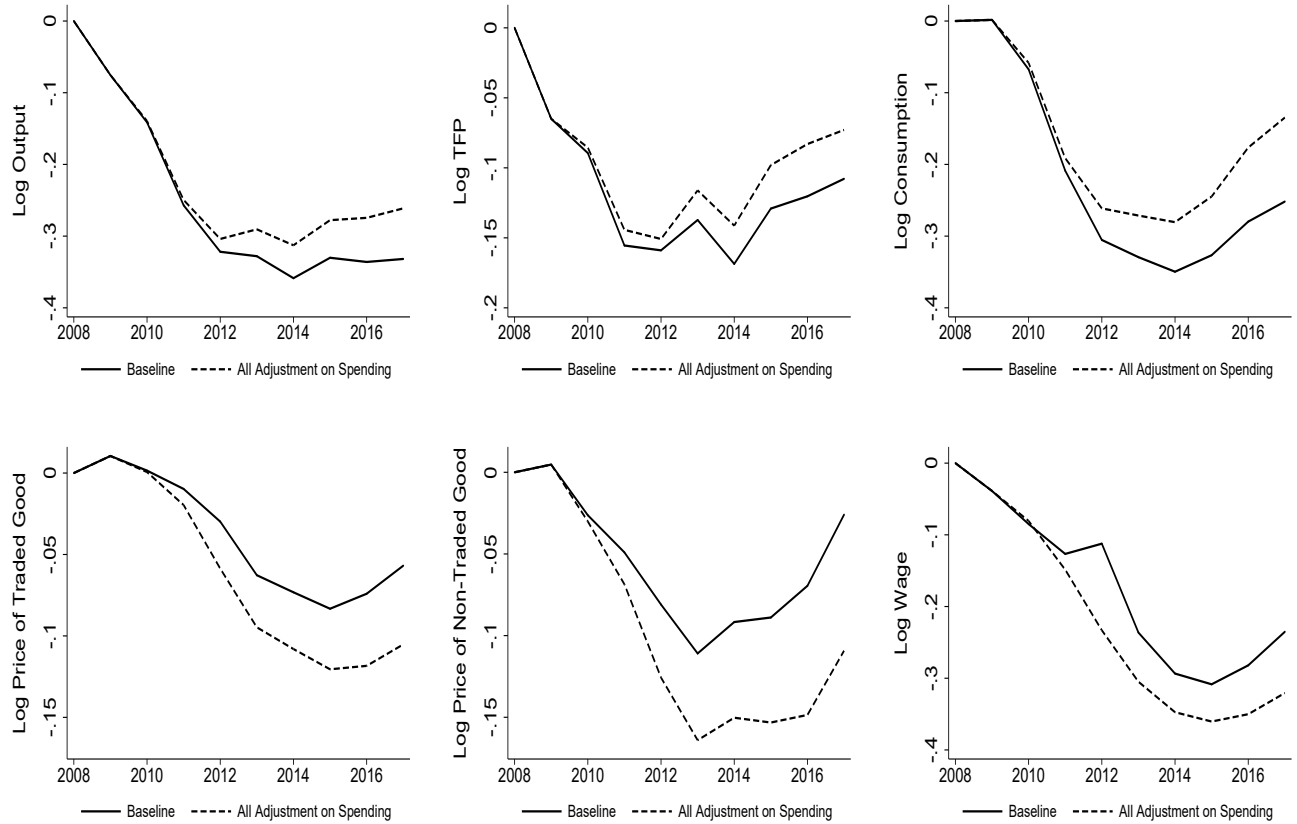 Log Output
0
-.1
-.2
-.3
-.4
2008 2010 2012 2014 2016
Baseline All Adjustment on Spending
Log TFP
0
-.05
-.1
-.15
-.2
2008 2010 2012 2014 2016
Baseline All Adjustment on Spending
Log Consumption
0
-.1
-.2
-.3
-.4
2008 2010 2012 2014 2016
Baseline All Adjustment on Spending
Log Price of Traded Good
0
-.05
-.1
-.15
2008 2010 2012 2014 2016
Baseline All Adjustment on Spending
Log Price of Non-Traded Good
0
-.05
-.1
-.15
2008 2010 2012 2014 2016
Baseline All Adjustment on Spending
Log Wage
0
-.1
-.2
-.3
-.4
2008 2010 2012 2014 2016
Baseline All Adjustment on Spending